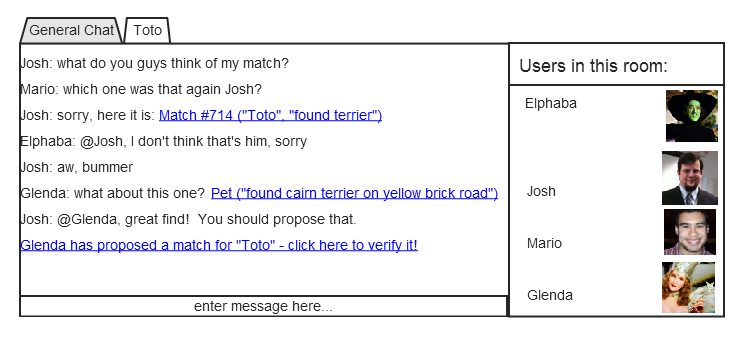 General Chat
Toto
Josh: what do you guys think of my match?
Mario: which one was that again Josh?
Josh: sorry, here it is: Match #714 ("Toto", "found terrier")
Elphaba: @Josh, I don't think that's him, sorry
Josh: aw, bummer
Glenda: what about this one? Pet ("found cairn terrier on yellow brick road")
Josh: @Glenda, great find! You should propose that.
Glenda has proposed a match for "Toto" - click here to verify it!
enter message here...
Users in this room:
Elphaba
Josh
Mario
Glenda